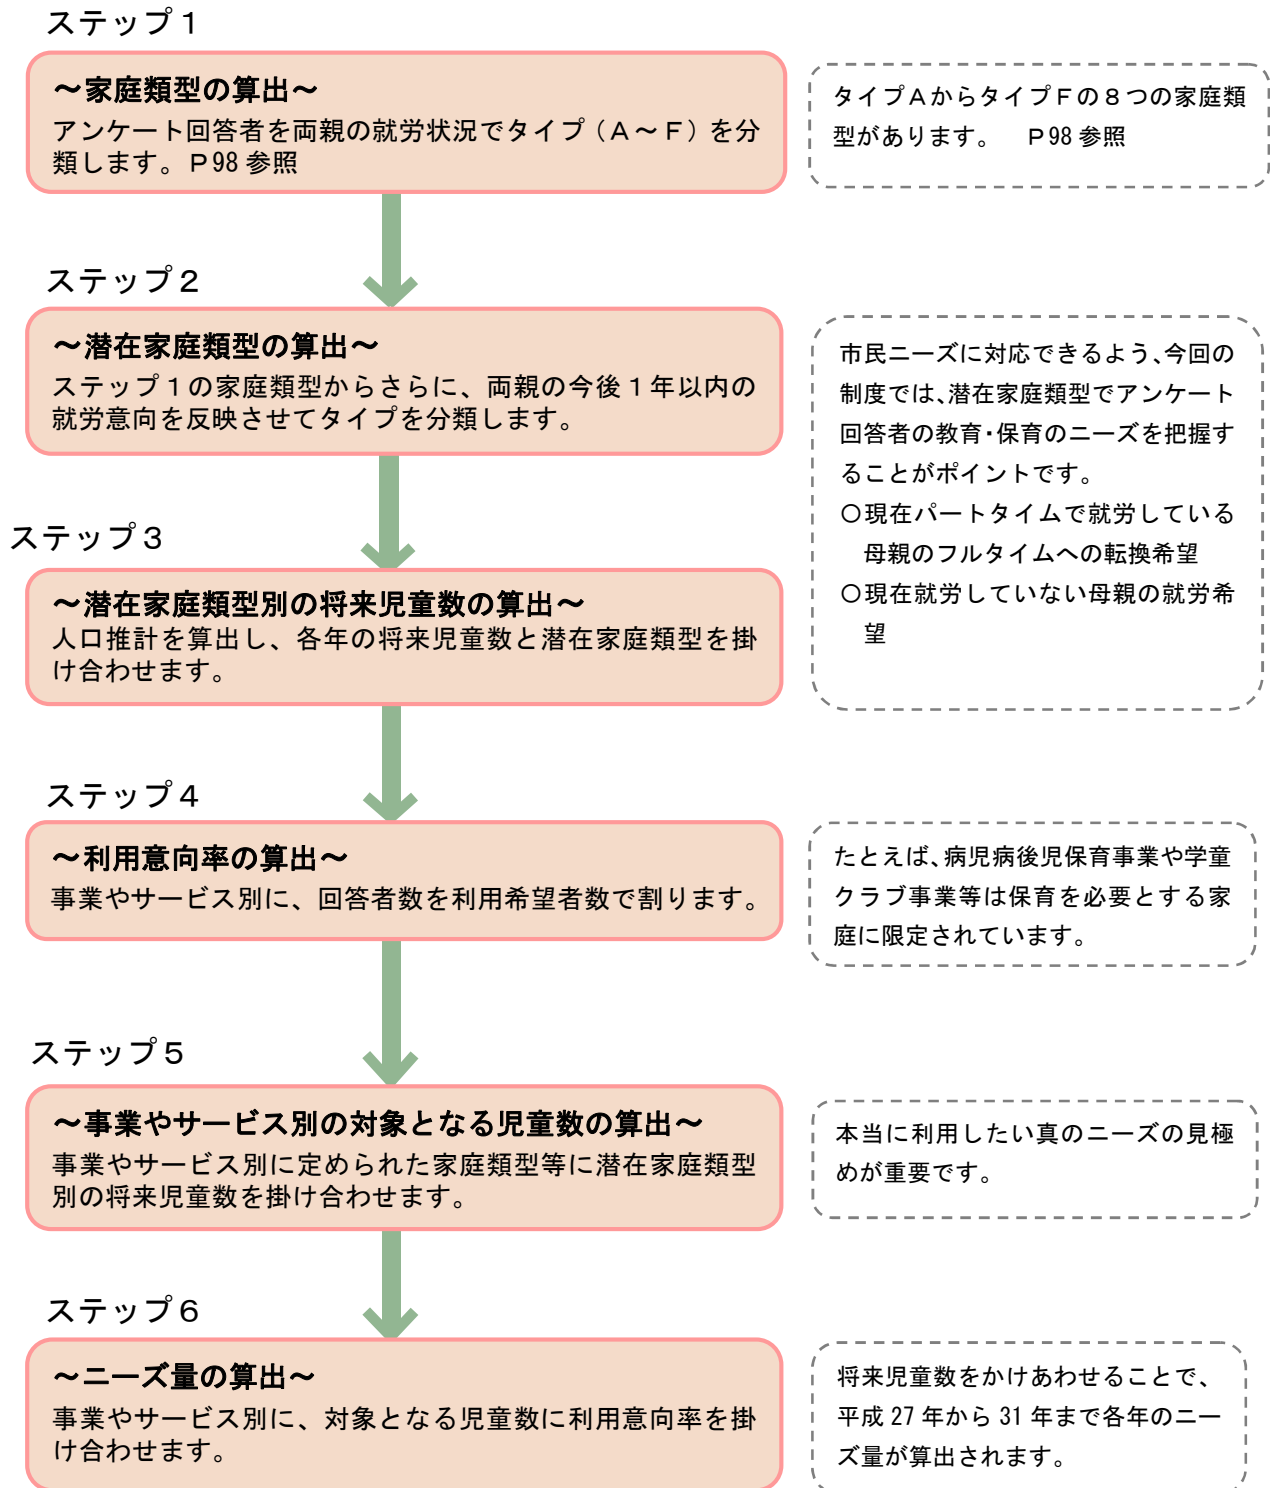 ステップ１
～家庭類型の算出～
アンケート回答者を両親の就労状況でタイプ（Ａ～Ｆ）を分
類します。Ｐ98 参照
タイプＡからタイプＦの８つの家庭類
型があります。　Ｐ98 参照
ステップ２
～潜在家庭類型の算出～
ステップ１の家庭類型からさらに、両親の今後１年以内の
就労意向を反映させてタイプを分類します。
市民ニーズに対応できるよう、今回の
制度では、潜在家庭類型でアンケート
回答者の教育・保育のニーズを把握す
ることがポイントです。
○現在パートタイムで就労している
母親のフルタイムへの転換希望
○現在就労していない母親の就労希
望
ステップ３
～潜在家庭類型別の将来児童数の算出～
人口推計を算出し、各年の将来児童数と潜在家庭類型を掛
け合わせます。
ステップ４
～利用意向率の算出～
事業やサービス別に、回答者数を利用希望者数で割ります。
たとえば、病児病後児保育事業や学童
クラブ事業等は保育を必要とする家
庭に限定されています。
ステップ５
～事業やサービス別の対象となる児童数の算出～
事業やサービス別に定められた家庭類型等に潜在家庭類型
別の将来児童数を掛け合わせます。
本当に利用したい真のニーズの見極
めが重要です。
ステップ６
～ニーズ量の算出～
事業やサービス別に、対象となる児童数に利用意向率を掛
け合わせます。
将来児童数をかけあわせることで、
平成 27 年から 31 年まで各年のニー
ズ量が算出されます。